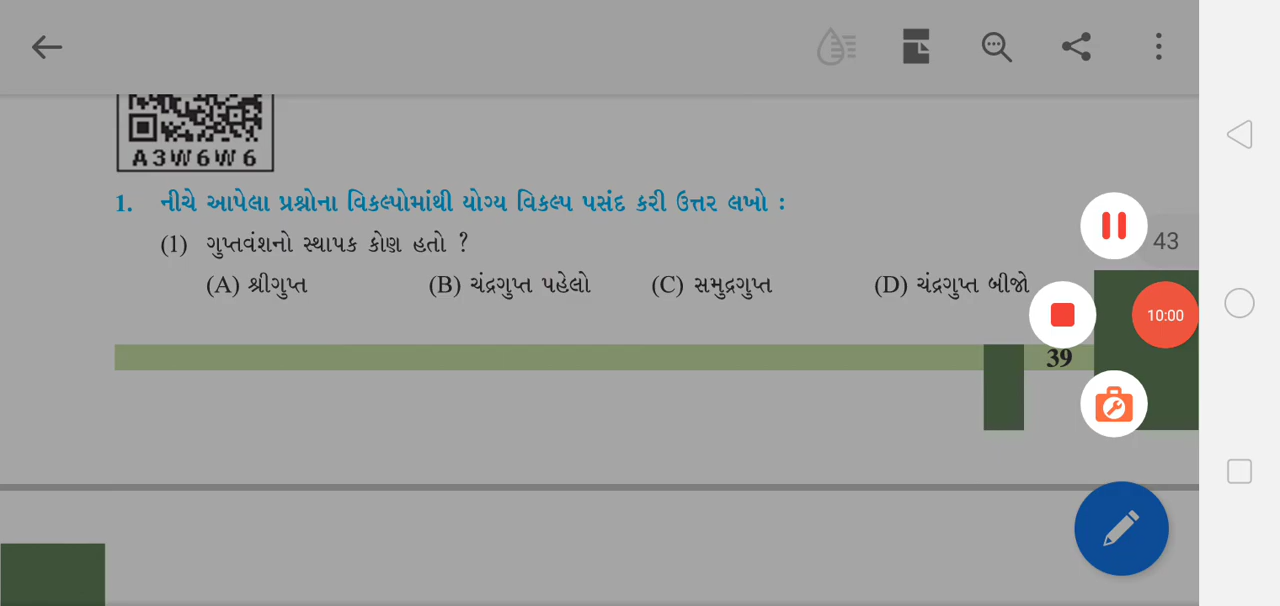 A3W6W6
1. નીચે આપેલા પ્રશ્નોના વિકલ્પોમાંથી યોગ્ય વિકલ્પ પસંદ કરી ઉત્તર લખો :
(1) ગુપ્તવંશનો સ્થાપક કોણ હતો ?
43
(A) શ્રીગુપ્ત (B) ચંદ્રગુપ્ત પહેલો (C) સમુદ્રગુપ્ત (D) ચંદ્રગુપ્ત બીજો
10:00
39